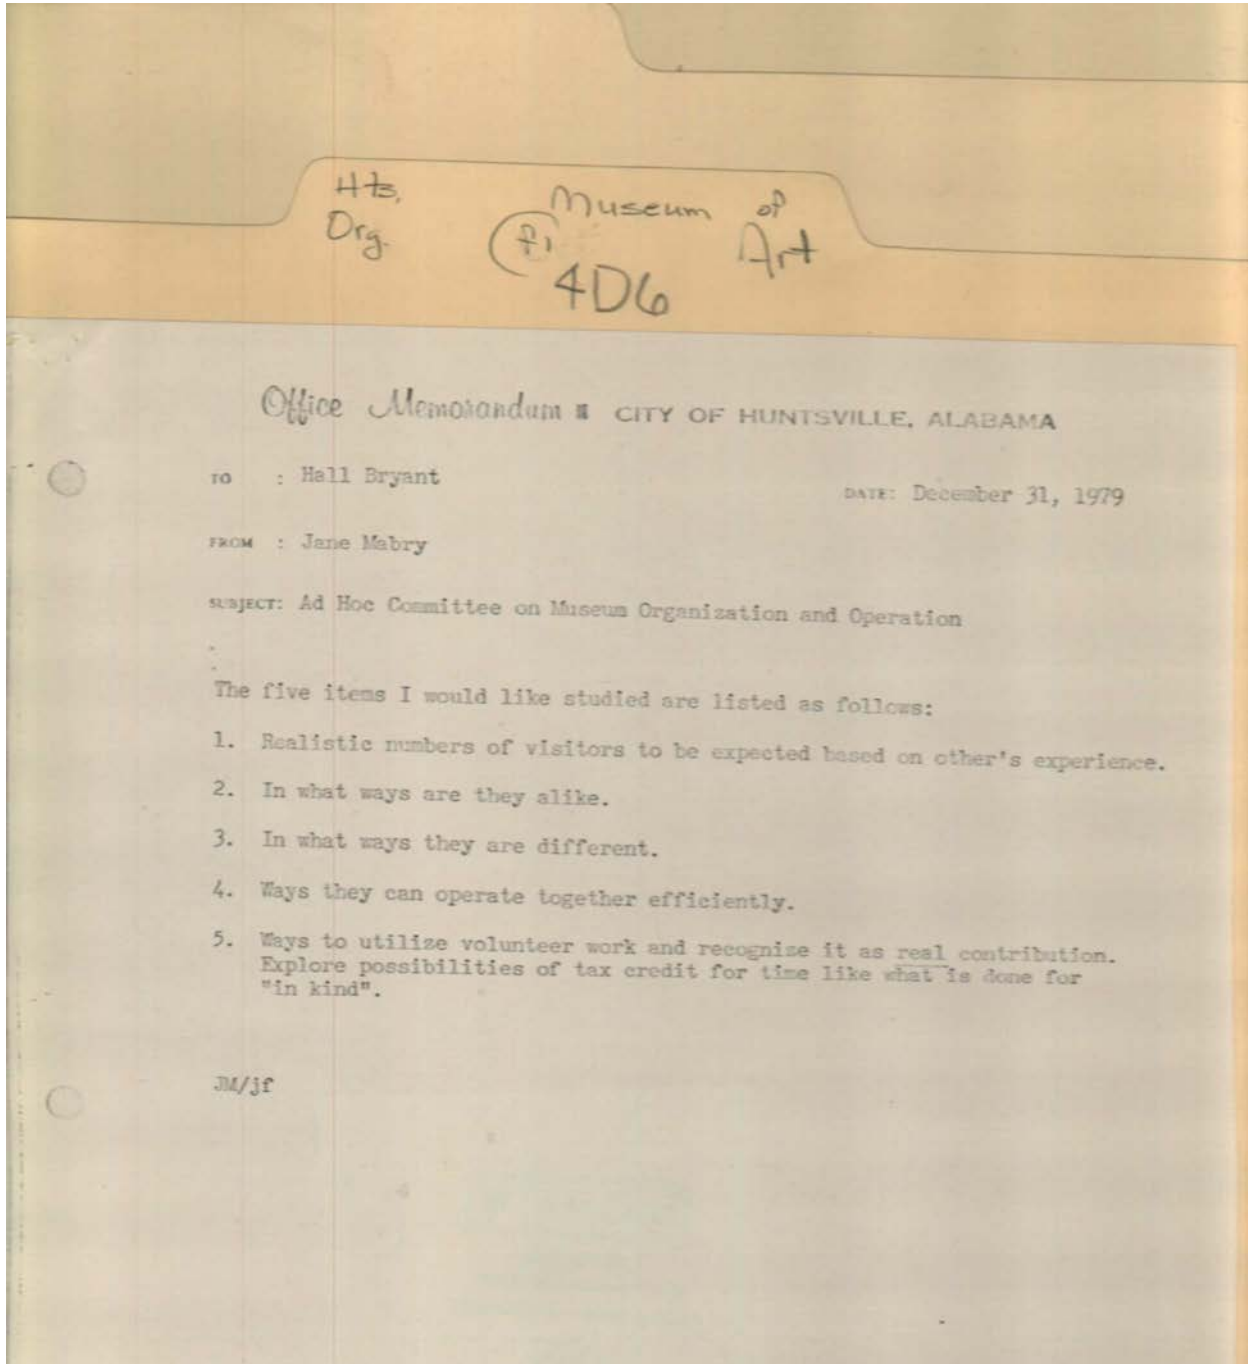 Hts, Museum of
Org. f1 Art
4D6
Office Memorandum ▪ CITY OF HUNTSVILLE, ALABAMA
TO : Hall Bryant
DATE: December 31, 1979
FROM : Jane Mabry
SUBJECT: Ad Hoc Committee on Museum Organization and Operation
The five items I would like studied are listed as follows:
1. Realistic numbers of visitors to be expected based on other's experience.
2. In what ways are they alike.
3. In what ways they are different.
4. Ways they can operate together efficiently.
5. Ways to utilize volunteer work and recognize it as real contribution.
Explore possibilities of tax credit for time like what is done for
"in kind".
JM/jf